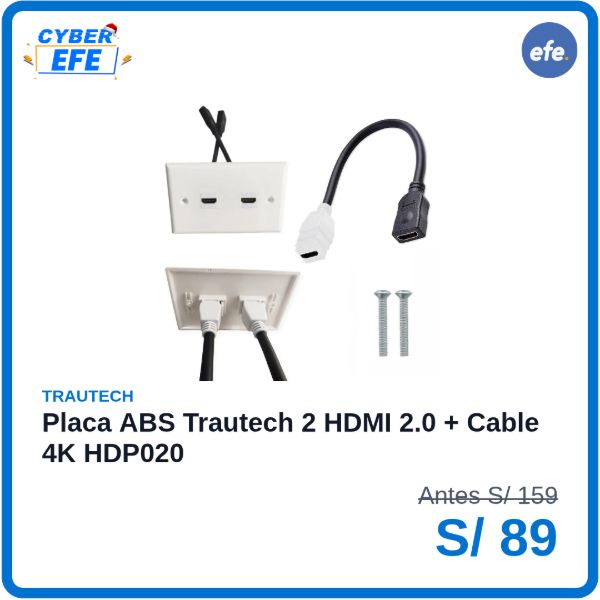 CYBER
EFE
efe.
TRAUTECH
Placa ABS Trautech 2 HDMI 2.0 + Cable
4K HDP020
Antes S/ 159
S/ 89